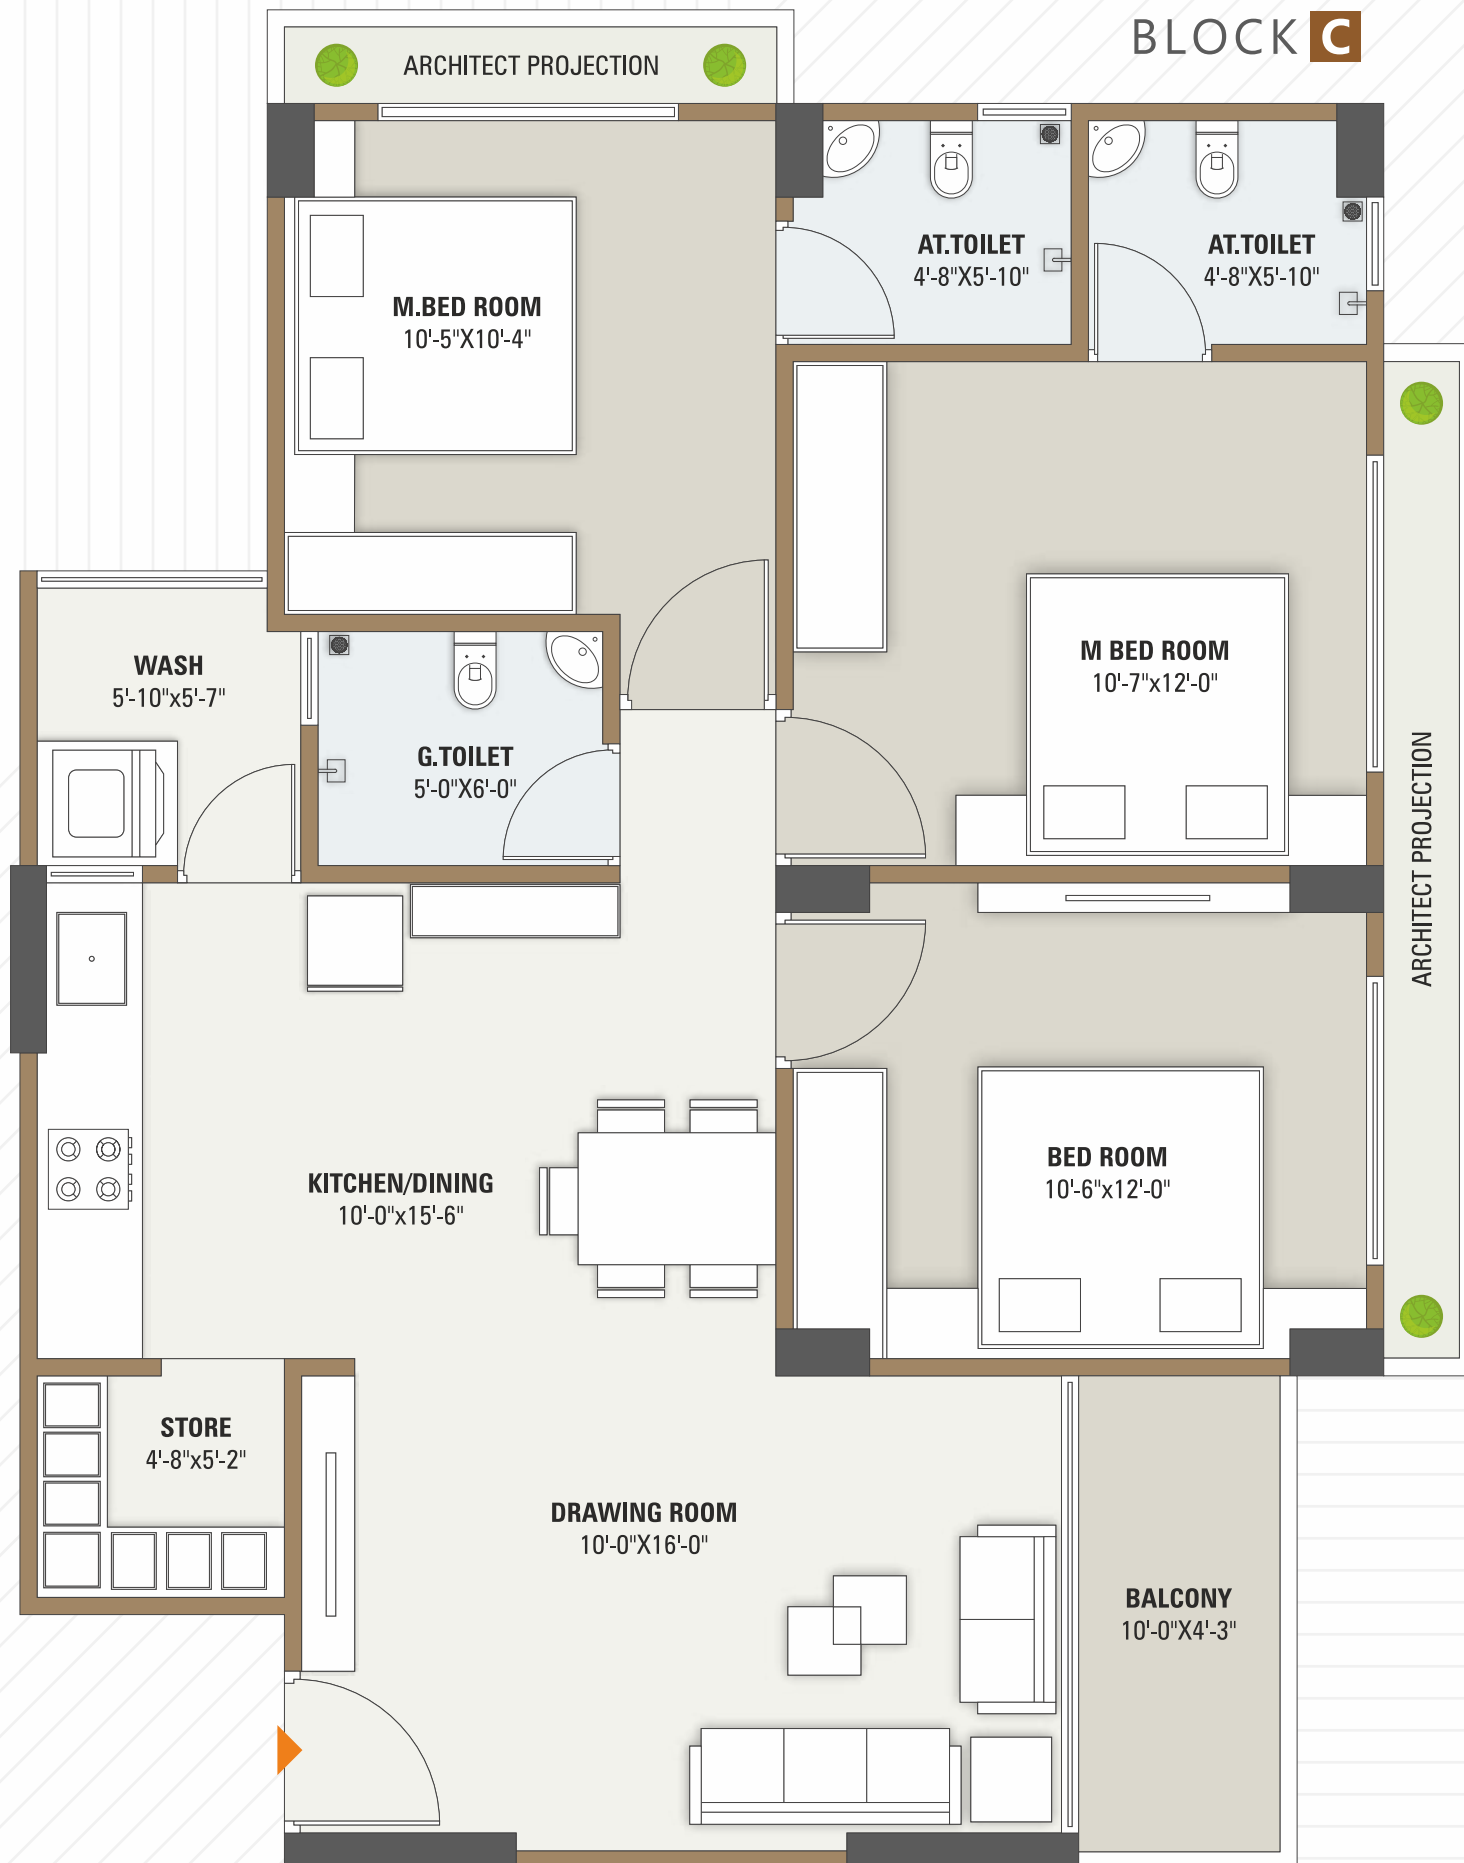 BLOCK C
ARCHITECT PROJECTION
AT.TOILET
4'-8"X5'-10"
AT.TOILET
4'-8"X5'-10"
M.BED ROOM
10'-5"X10'-4"
WASH
5'-10"x5'-7"
G.TOILET
5'-0"X6'-0"
M BED ROOM
10'-7"x12'-0"
ARCHITECT PROJECTION
KITCHEN/DINING
10'-0"x15'-6"
BED ROOM
10'-6"x12'-0"
STORE
4'-8"x5'-2"
DRAWING ROOM
10'-0"X16'-0"
BALCONY
10'-0"X4'-3"